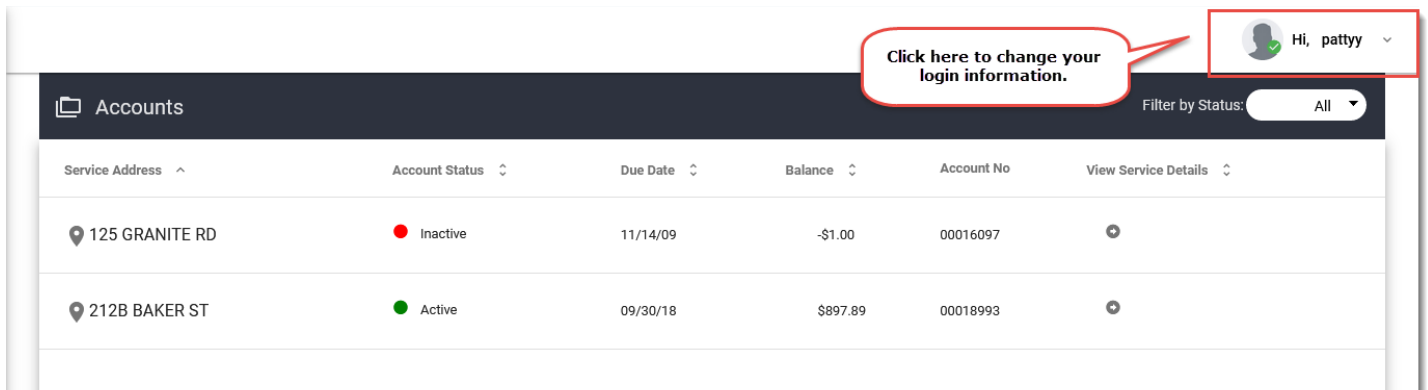 Hi, pattyy
Click here to change your
login information.
Accounts
Filter by Status: All
Service Address Account Status Due Date Balance Account No View Service Details
125 GRANITE RD Inactive 11/14/09 -$1.00 00016097
212B BAKER ST Active 09/30/18 $897.89 00018993